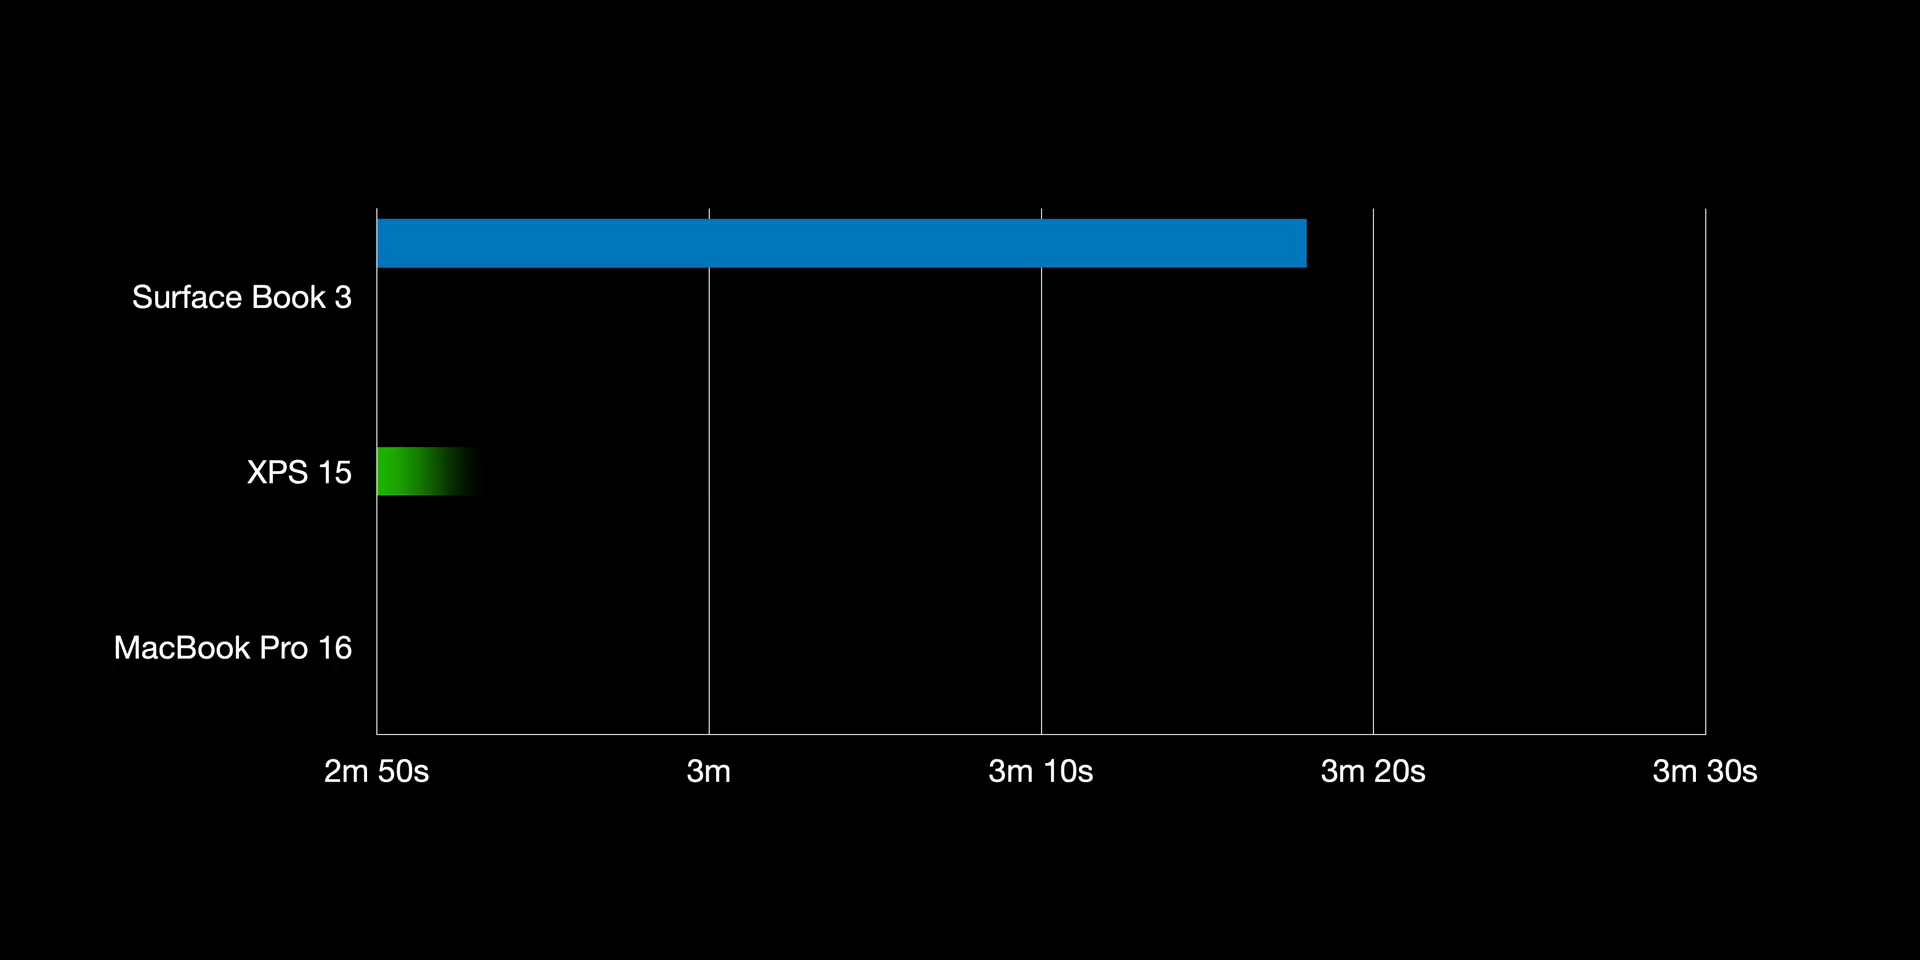 Surface Book 3
XPS 15
MacBook Pro 16
2m 50s 3m 3m 10s 3m 20s 3m 30s